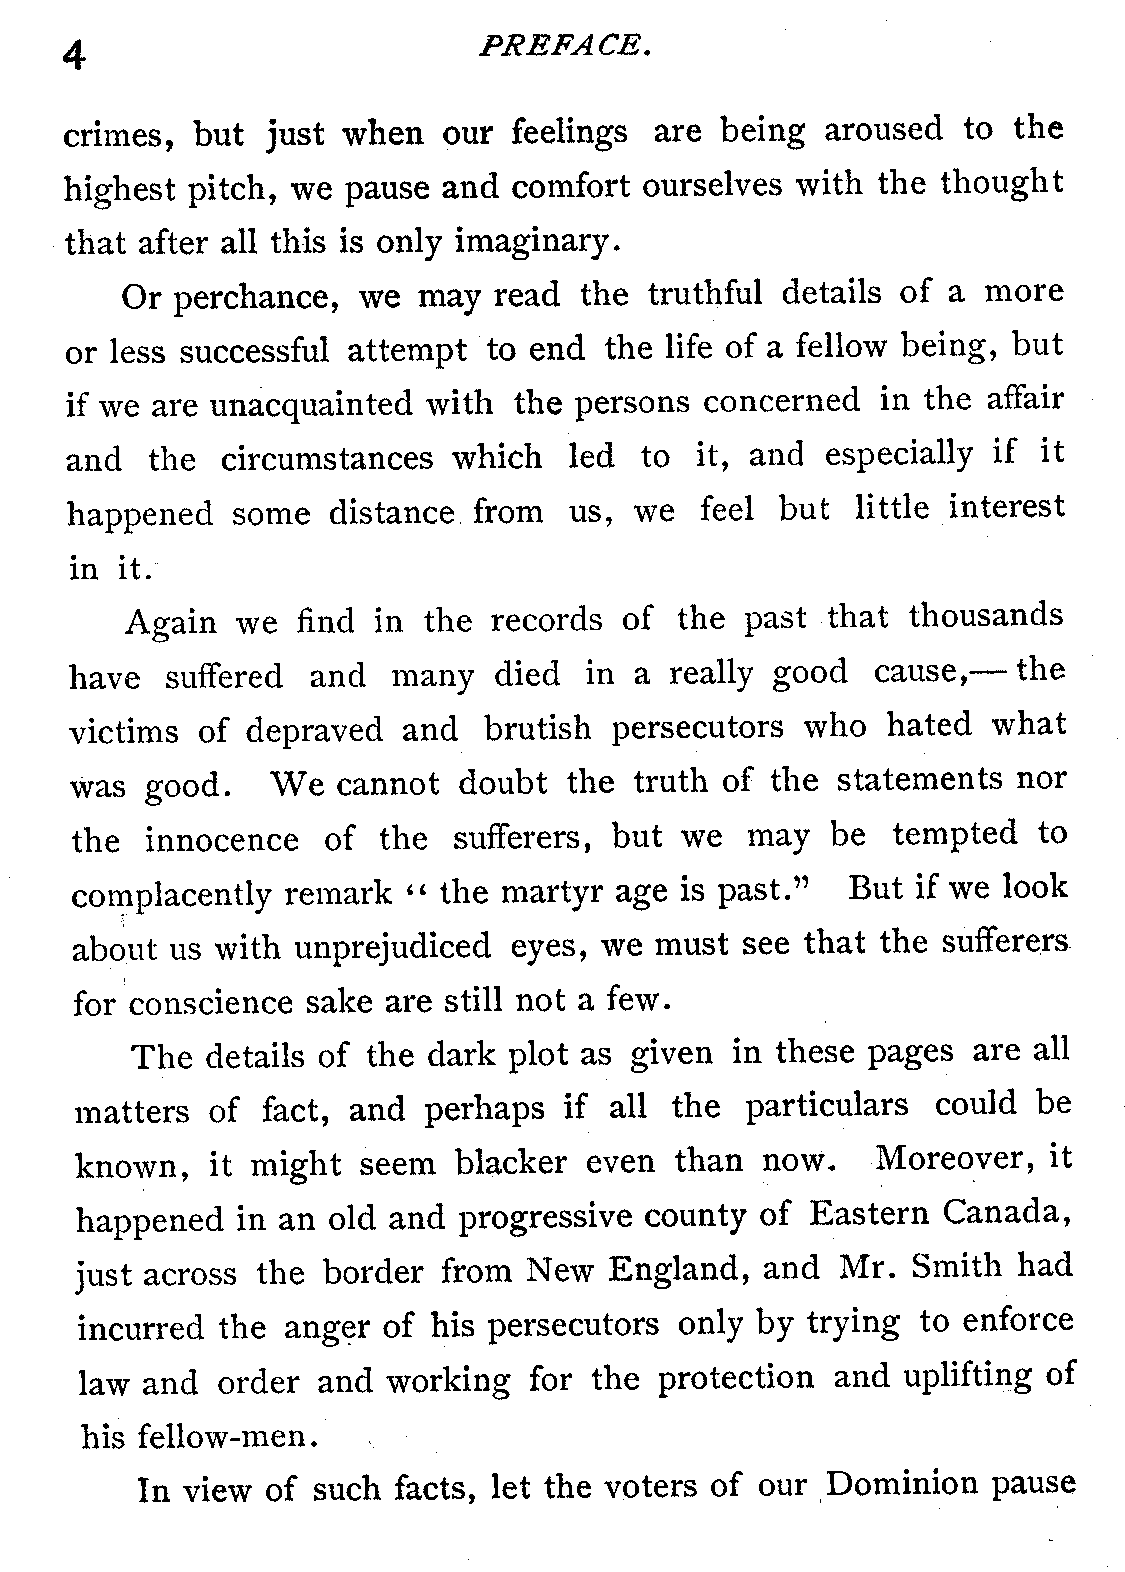 4 PREFACE.
crimes, but just when our feelings are being aroused to the
highest pitch, we pause and comfort ourselves with the thought
that after all this is only imaginary.
Or perchance, we may read the truthful details of a more
or less successful attempt to end the life of a fellow being, but
if we are unacquainted with the persons concerned in the affair
and the circumstances which led to it, and especially if it
happened some distance from us, we feel but little interest
in it.
Again we find in the records of the past that thousands
have suffered and many died in a really good cause,— the
victims of depraved and brutish persecutors who hated what
was good. We cannot doubt the truth of the statements nor
the innocence of the sufferers, but we may be tempted to
complacently remark “ the martyr age is past.” But if we look
about us with unprejudiced eyes, we must see that the sufferers
for conscience sake are still not a few.
The details of the dark plot as given in these pages are all
matters of fact, and perhaps if all the particulars could be
known, it might seem blacker even than now. Moreover, it
happened in an old and progressive county of Eastern Canada,
just across the border from New England, and Mr. Smith had
incurred the anger of his persecutors only by trying to enforce
law and order and working for the protection and uplifting of
his fellow-men.
In view of such facts, let the voters of our Dominion pause